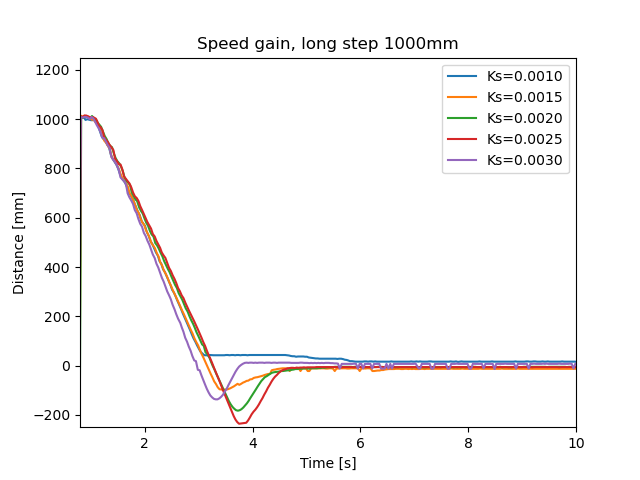 Speed gain, long step 1000mm
1200
1000
800
600
400
200
0
−200
Distance [mm]
Ks=0.0010
Ks=0.0015
Ks=0.0020
Ks=0.0025
Ks=0.0030
2
4
6
8
10
Time [s]